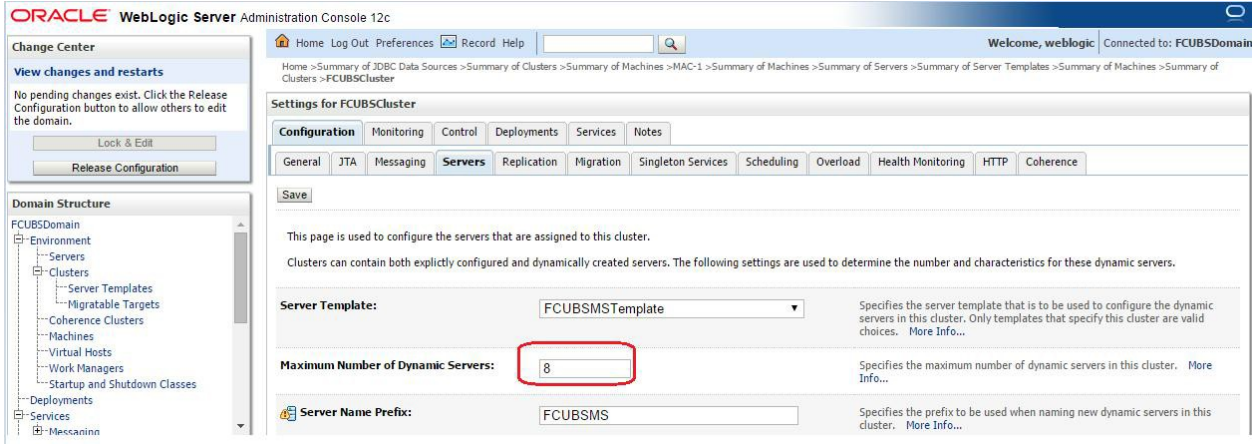 ORACLE WebLogic Server Administration Console 12c
Change Center
View changes and restarts
No pending changes exist. Click the Release
Configuration button to allow others to edit
the domain.
Lock & Edit
Release Configuration
Domain Structure
FCUBSDomain
Environment
Servers
Clusters
Server Templates
Migratable Targets
Coherence Clusters
Machines
Virtual Hosts
Work Managers
Startup and Shutdown Classes
Deployments
Services
Messaging
Home Log Out Preferences Record Help
Welcome, weblogic Connected to: FCUBSDomain
Home >Summary of JDBC Data Sources >Summary of Clusters >Summary of Machines >MAC-1 >Summary of Machines >Summary of Servers >Summary of Server Templates >Summary of Machines >Summary of
Clusters >FCUBSCluster
Settings for FCUBSCluster
Configuration Monitoring Control Deployments Services Notes
General JTA Messaging Servers Replication Migration Singleton Services Scheduling Overload Health Monitoring HTTP Coherence
Save
This page is used to configure the servers that are assigned to this cluster.
Clusters can contain both explictly configured and dynamically created servers. The following settings are used to determine the number and characteristics for these dynamic servers.
Server Template: FCUBSMSTemplate
Specifies the server template that is to be used to configure the dynamic
servers in this cluster. Only templates that specify this cluster are valid
choices. More Info...
Maximum Number of Dynamic Servers: 8
Specifies the maximum number of dynamic servers in this cluster. More
Info...
Server Name Prefix: FCUBSMS
Specifies the prefix to be used when naming new dynamic servers in this
cluster. More Info...